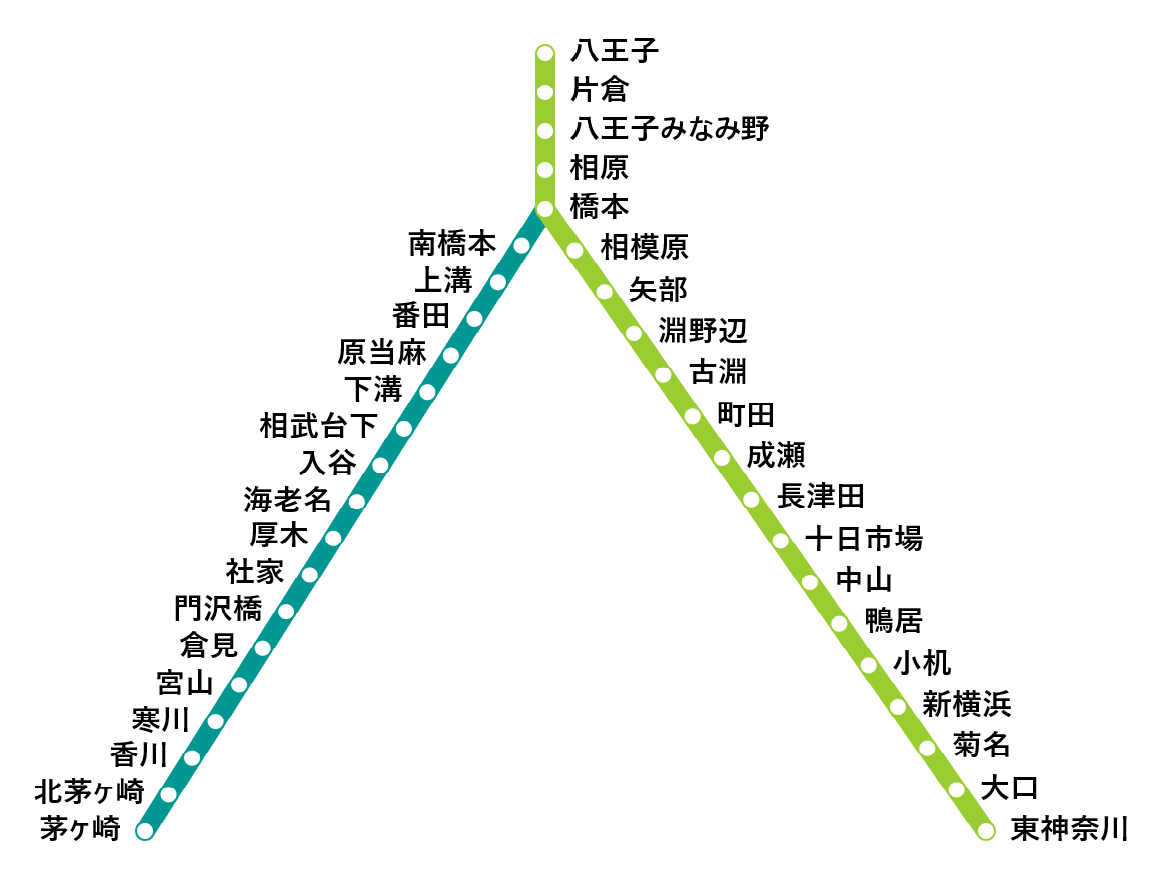 八王子
片倉
八王子みなみ野
相原
橋本
南橋本
上溝
番田
原当麻
下溝
相武台下
入谷
海老名
厚木
社家
門沢橋
倉見
宮山
寒川
香川
北茅ヶ崎
茅ヶ崎
相模原
矢部
淵野辺
古淵
町田
成瀬
長津田
十日市場
中山
鴨居
小机
新横浜
菊名
大口
東神奈川